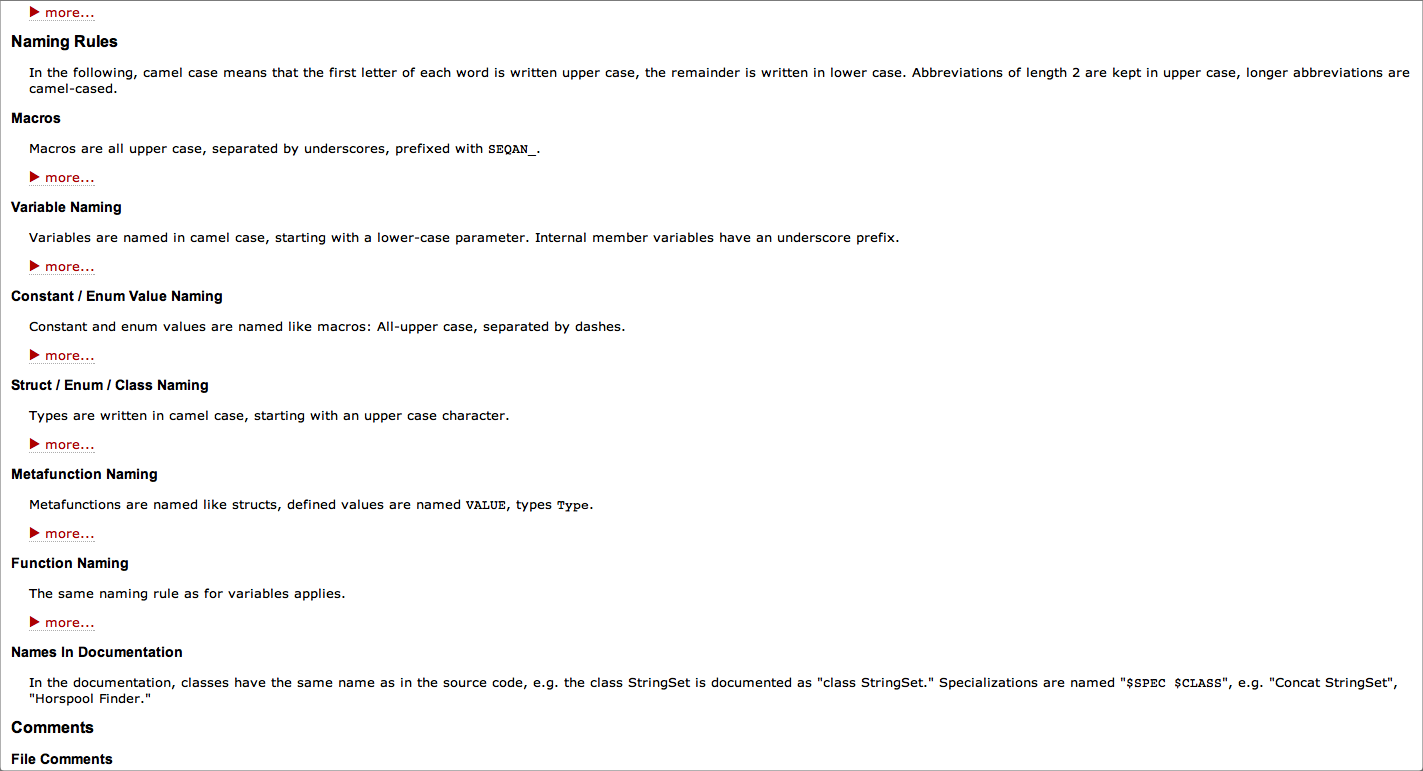 ▶ more...
Naming Rules
In the following, camel case means that the first letter of each word is written upper case, the remainder is written in lower case. Abbreviations of length 2 are kept in upper case, longer abbreviations are
camel-cased.
Macros
Macros are all upper case, separated by underscores, prefixed with SEQAN_.
▶ more...
Variable Naming
Variables are named in camel case, starting with a lower-case parameter. Internal member variables have an underscore prefix.
▶ more...
Constant / Enum Value Naming
Constant and enum values are named like macros: All-upper case, separated by dashes.
▶ more...
Struct / Enum / Class Naming
Types are written in camel case, starting with an upper case character.
▶ more...
Metafunction Naming
Metafunctions are named like structs, defined values are named VALUE, types Type.
▶ more...
Function Naming
The same naming rule as for variables applies.
▶ more...
Names In Documentation
In the documentation, classes have the same name as in the source code, e.g. the class StringSet is documented as "class StringSet." Specializations are named "$SPEC $CLASS", e.g. "Concat StringSet",
"Horspool Finder."
Comments
File Comments